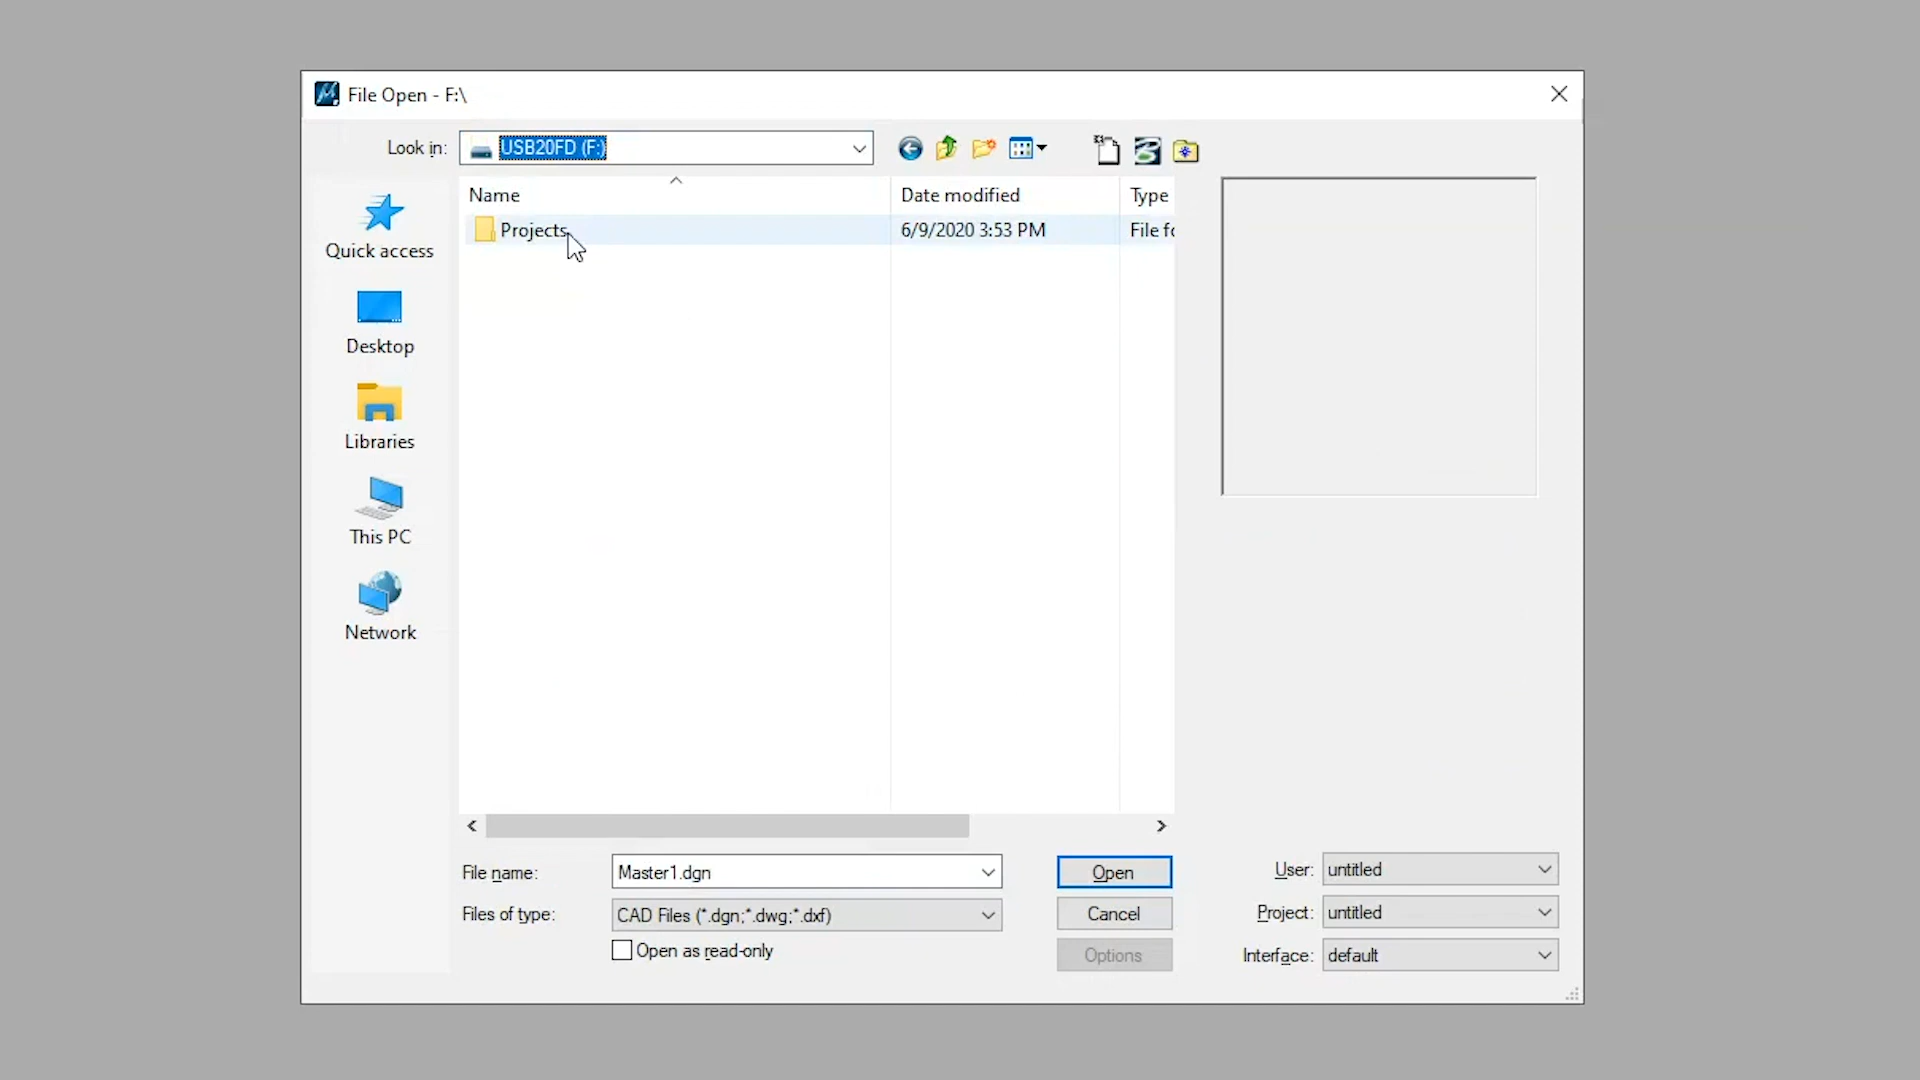 File Open - F:\
Look in: USB20FD (F:)
Name Date modified Type
Projects 6/9/2020 3:53 PM File fo
Quick access
Desktop
Libraries
This PC
Network
File name: Master1.dgn Open User: untitled
Files of type: CAD Files (*.dgn;*.dwg;*.dxf) Cancel Project: untitled
Open as read-only Options Interface: default